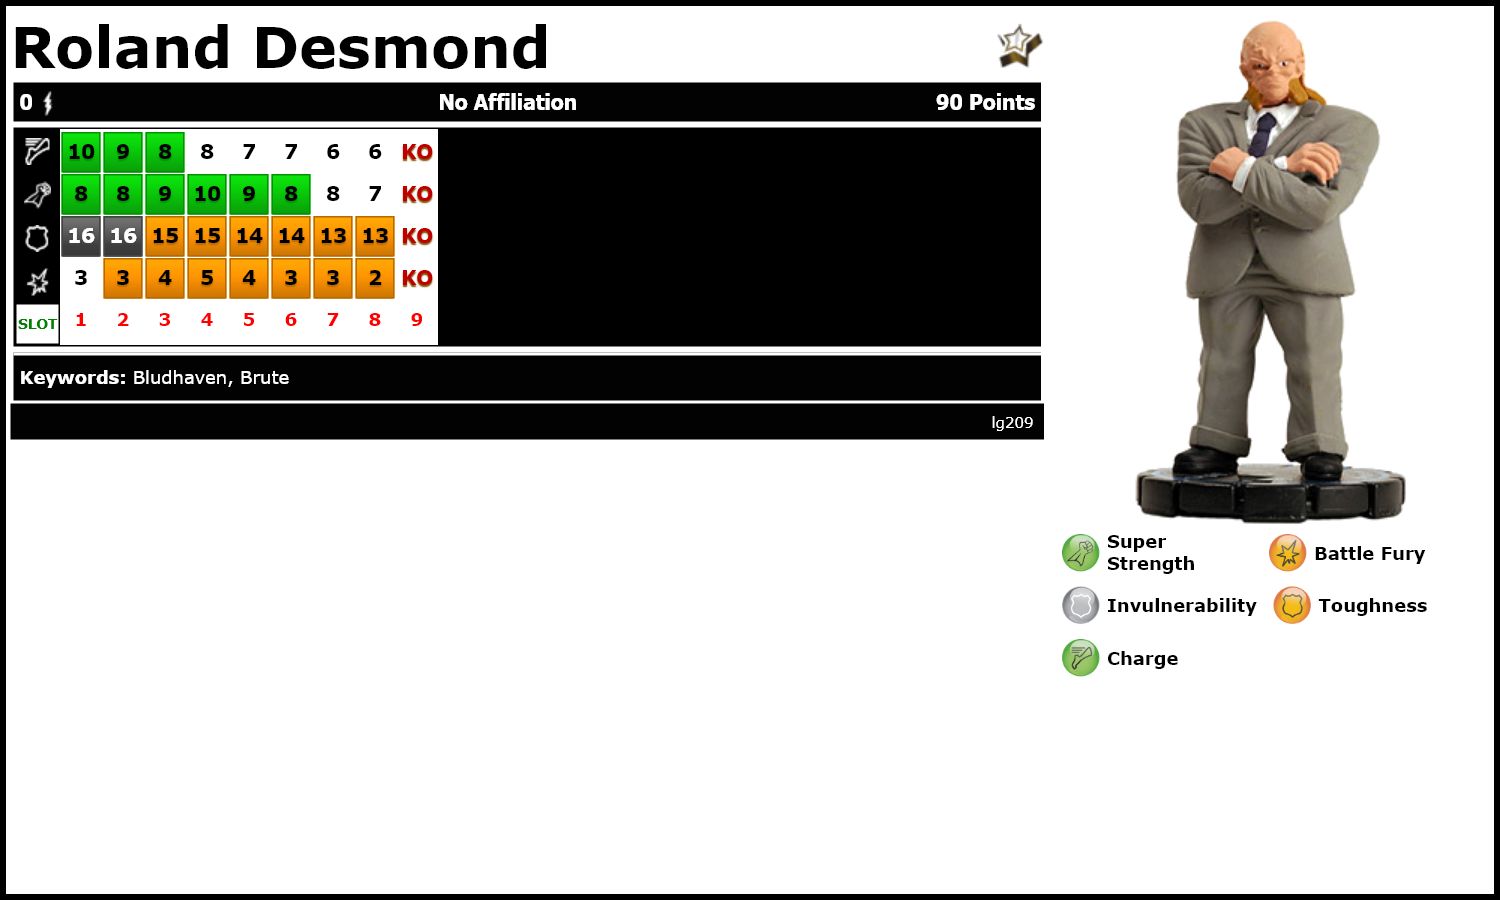 Roland Desmond
0 No Affiliation 90 Points
10 9 8 8 7 7 6 6 KO
8 8 9 10 9 8 8 7 KO
16 16 15 15 14 14 13 13 KO
3 3 4 5 4 3 3 2 KO
SLOT 1 2 3 4 5 6 7 8 9
Keywords: Bludhaven, Brute
lg209
Super
Strength
Battle Fury
Invulnerability
Toughness
Charge